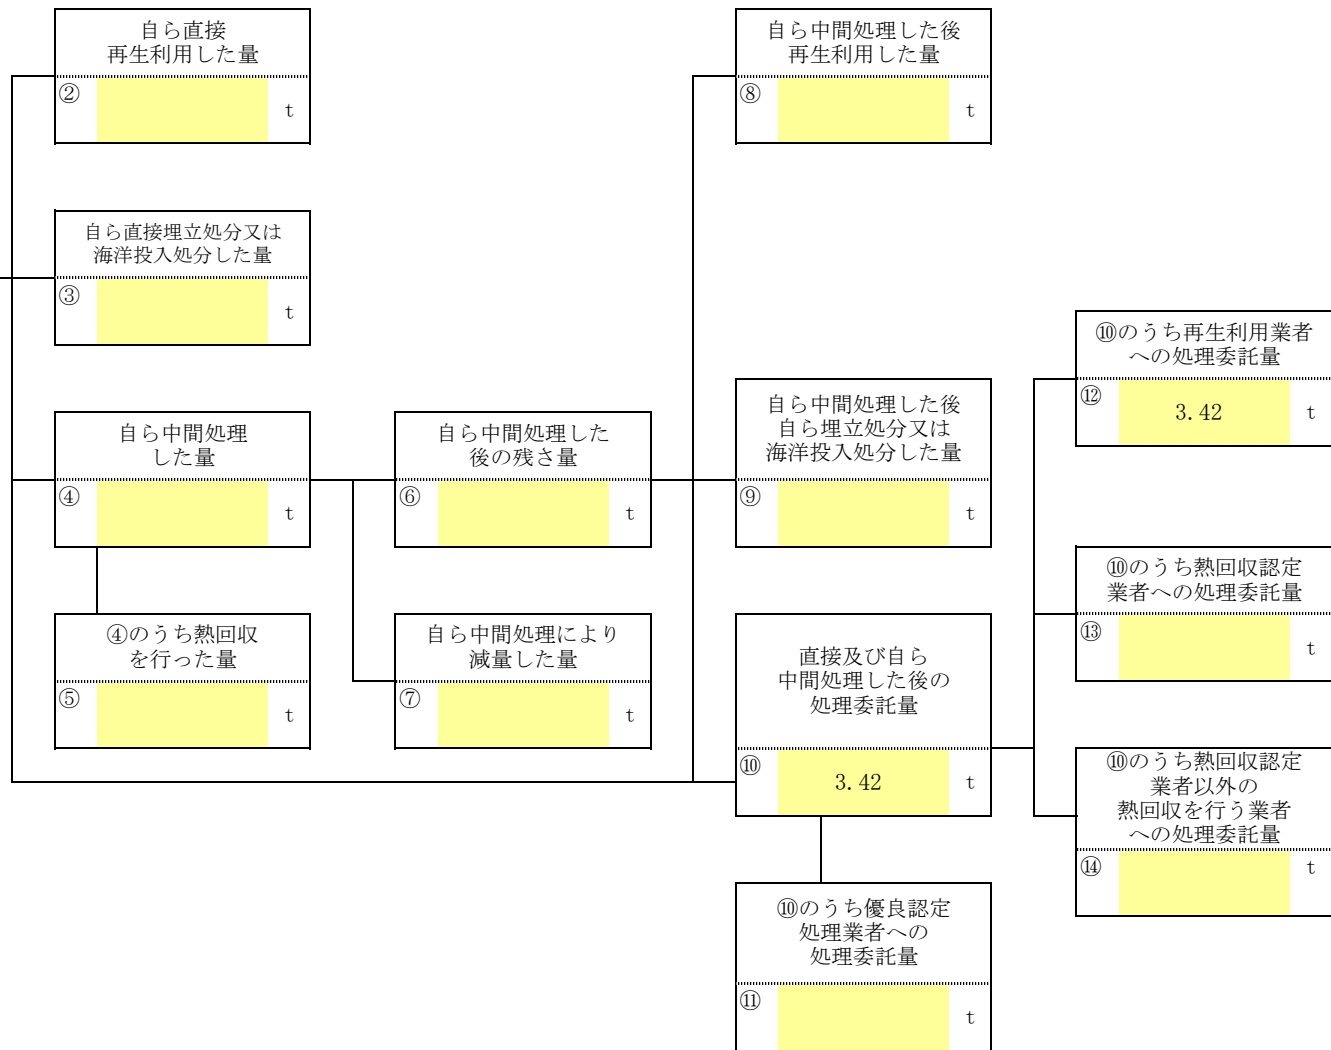 自ら直接
再生利用した量
②
t
自ら中間処理した後
再生利用した量
⑧
t
自ら直接埋立処分又は
海洋投入処分した量
③
t
⑩のうち再生利用業者
への処理委託量
⑫
3.42
t
自ら中間処理
した量
④
t
自ら中間処理した
後の残さ量
⑥
t
自ら中間処理した後
自ら埋立処分又は
海洋投入処分した量
⑨
t
⑩のうち熱回収認定
業者への処理委託量
⑬
t
④のうち熱回収
を行った量
⑤
t
自ら中間処理により
減量した量
⑦
t
直接及び自ら
中間処理した後の
処理委託量
⑩
3.42
t
⑩のうち熱回収認定
業者以外の
熱回収を行う業者
への処理委託量
⑭
t
⑩のうち優良認定
処理業者への
処理委託量
⑪
t